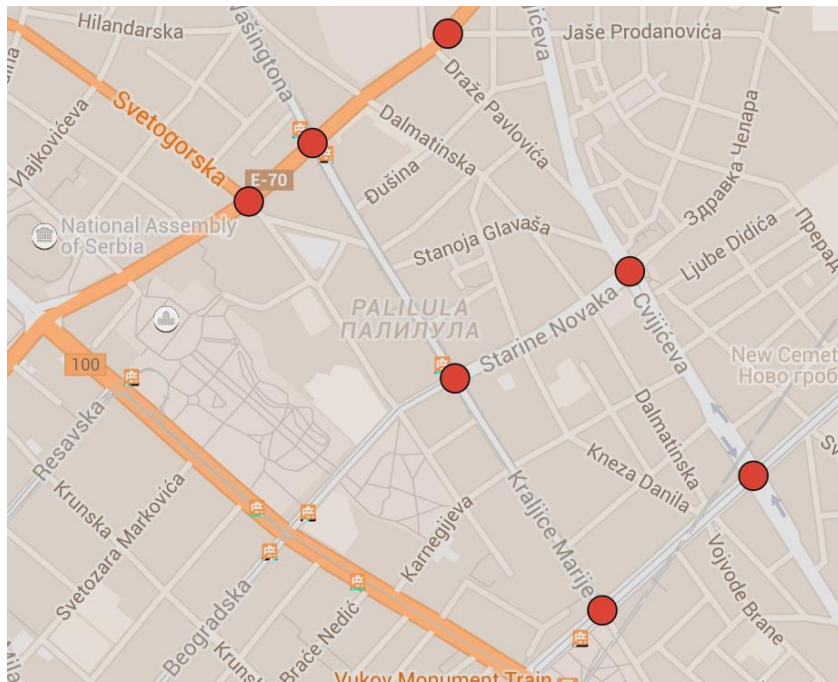 Hilandarska
Vašingtona
Jaše Prodanovića
Svetogorska
Draže Pavlovića
Dalmatinska
Здравка Челара
E-70
Đušina
National Assembly
of Serbia
Stanoja Glavaša
Ljube Didića
PALILULA
ПАЛИЛУЛА
Starine Novaka
Cvijićeva
100
New Cemet
Ново гроб
Resavska
Dalmatinska
Kneza Danila
Kraljice Marije
Krunska
Svetozara Markovića
Karnegijeva
Vojvode Brane
Beogradska
Braće Nedić
Vukov Monument Train